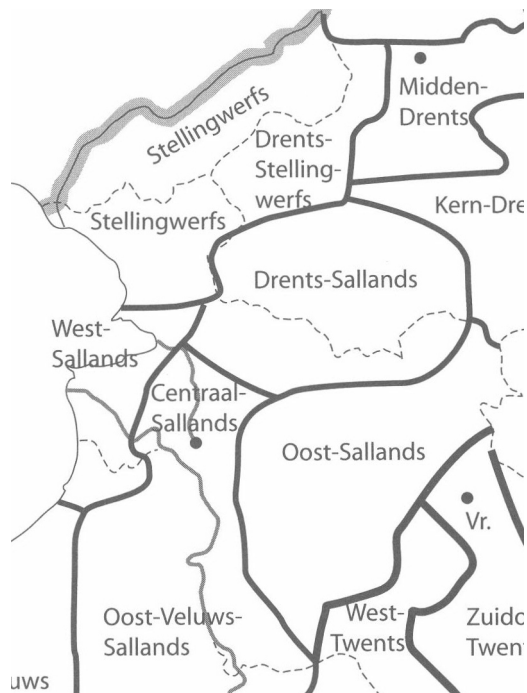 Stellingwerfs
Midden-
Drents
Drents-
Stelling-
werfs
Stellingwerfs
Kern-Dre
Drents-Sallands
West-
Sallands
Centraal-
Sallands
Oost-Sallands
Vr.
Oost-Veluws-
Sallands
West-
Twents
Zuido
Twent
uws